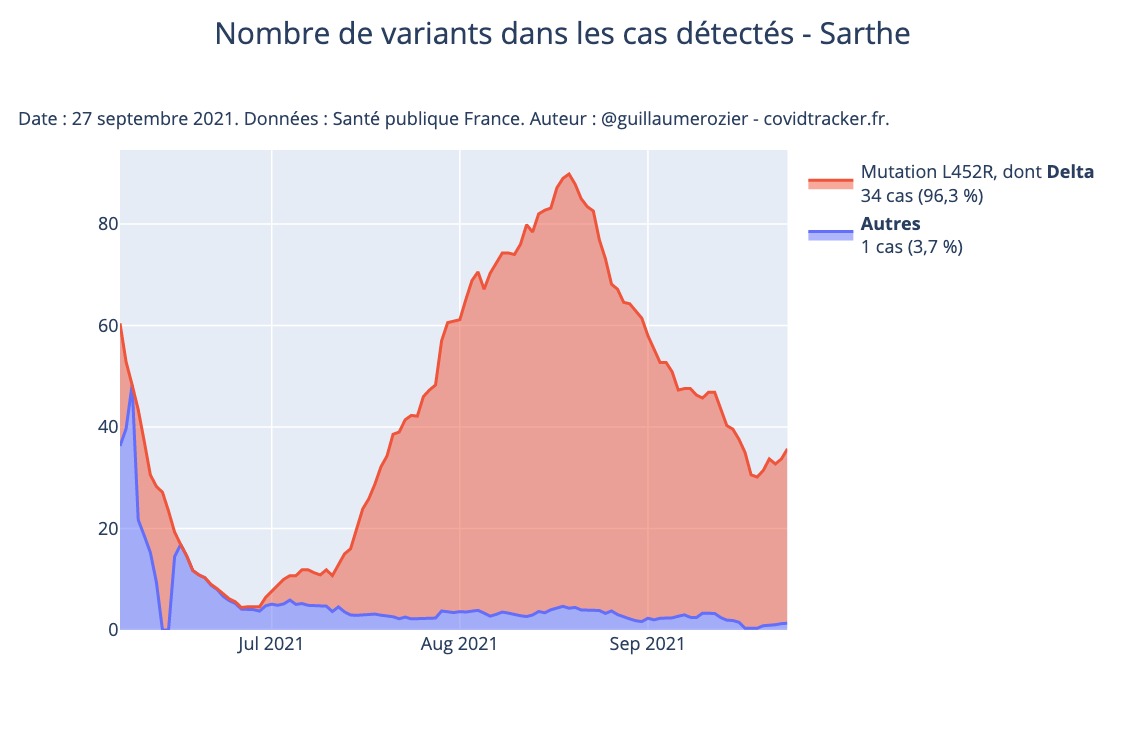 Nombre de variants dans les cas détectés - Sarthe
Date : 27 septembre 2021. Données : Santé publique France. Auteur : @guillaumerozier - covidtracker.fr.
Mutation L452R, dont Delta
34 cas (96,3 %)
Autres
1 cas (3,7 %)
80
60
40
20
0
Jul 2021
Aug 2021
Sep 2021